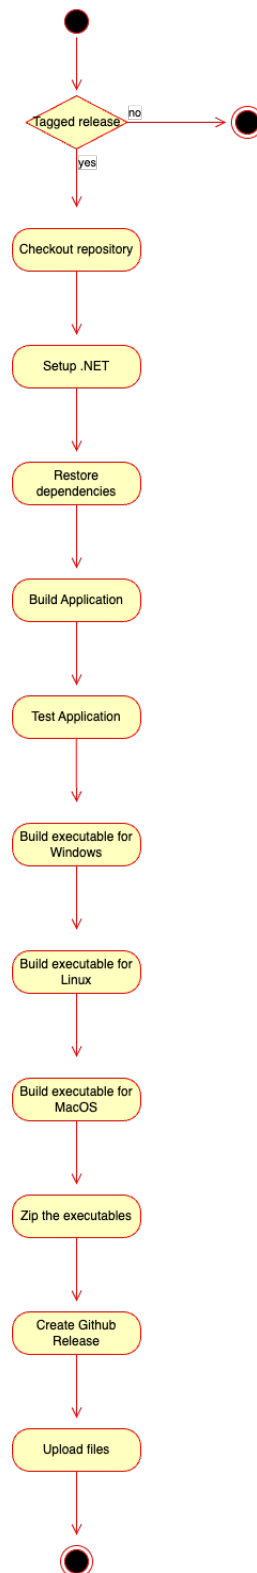 Tagged release
no
yes
Checkout repository
Setup .NET
Restore
dependencies
Build Application
Test Application
Build executable for
Windows
Build executable for
Linux
Build executable for
MacOS
Zip the executables
Create Github
Release
Upload files